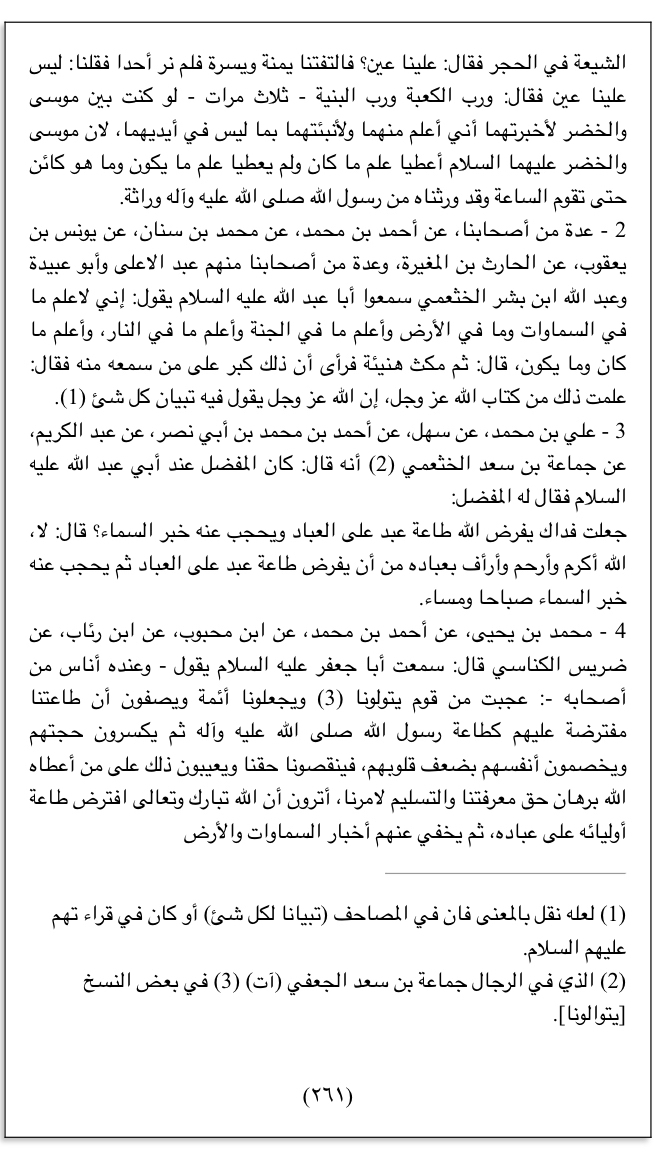 الشيعة في الحجر فقال: علينا عين؟ فالتفتنا يمنة ويسرة فلم نر أحدا فقلنا: ليس
علينا عين فقال: ورب الكعبة ورب البنية - ثلاث مرات - لو كنت بين موسى
والخضر لأخبرتهما أني أعلم منهما ولأنبئتهما بما ليس في أيديهما، لان موسى
والخضر عليهما السلام أعطيا علم ما كان ولم يعطيا علم ما يكون وما هو كائن
حتى تقوم الساعة وقد ورثناه من رسول الله صلى الله عليه وآله وراثة.
2 - عدة من أصحابنا، عن أحمد بن محمد، عن محمد بن سنان، عن يونس بن
يعقوب، عن الحارث بن المغيرة، وعدة من أصحابنا منهم عبد الاعلى وأبو عبيدة
وعبد الله ابن بشر الخثعمي سمعوا أبا عبد الله عليه السلام يقول: إني لاعلم ما
في السماوات وما في الأرض وأعلم ما في الجنة وأعلم ما في النار، وأعلم ما
كان وما يكون، قال: ثم مكث هنيئة فرأى أن ذلك كبر على من سمعه منه فقال:
علمت ذلك من كتاب الله عز وجل، إن الله عز وجل يقول فيه تبيان كل شئ (1).
3 - علي بن محمد، عن سهل، عن أحمد بن محمد بن أبي نصر، عن عبد الكريم،
عن جماعة بن سعد الخثعمي (2) أنه قال: كان المفضل عند أبي عبد الله عليه
السلام فقال له المفضل:
جعلت فداك يفرض الله طاعة عبد على العباد ويحجب عنه خبر السماء؟ قال: لا،
الله أكرم وأرحم وأرأف بعباده من أن يفرض طاعة عبد على العباد ثم يحجب عنه
خبر السماء صباحا ومساء.
4 - محمد بن يحيى، عن أحمد بن محمد، عن ابن محبوب، عن ابن رئاب، عن
ضريس الكناسي قال: سمعت أبا جعفر عليه السلام يقول - وعنده أناس من
أصحابه -: عجبت من قوم يتولونا (3) ويجعلونا أئمة ويصفون أن طاعتنا
مفترضة عليهم كطاعة رسول الله صلى الله عليه وآله ثم يكسرون حجتهم
ويخصمون أنفسهم بضعف قلوبهم، فينقصونا حقنا ويعيبون ذلك على من أعطاه
الله برهان حق معرفتنا والتسليم لامرنا، أترون أن الله تبارك وتعالى افترض طاعة
أوليائه على عباده، ثم يخفي عنهم أخبار السماوات والأرض
(1) لعله نقل بالمعنى فان في المصاحف (تبيانا لكل شئ) أو كان في قراء تهم
عليهم السلام.
(2) الذي في الرجال جماعة بن سعد الجعفي (آت) (3) في بعض النسخ
[يتوالونا].
(٢٦١)